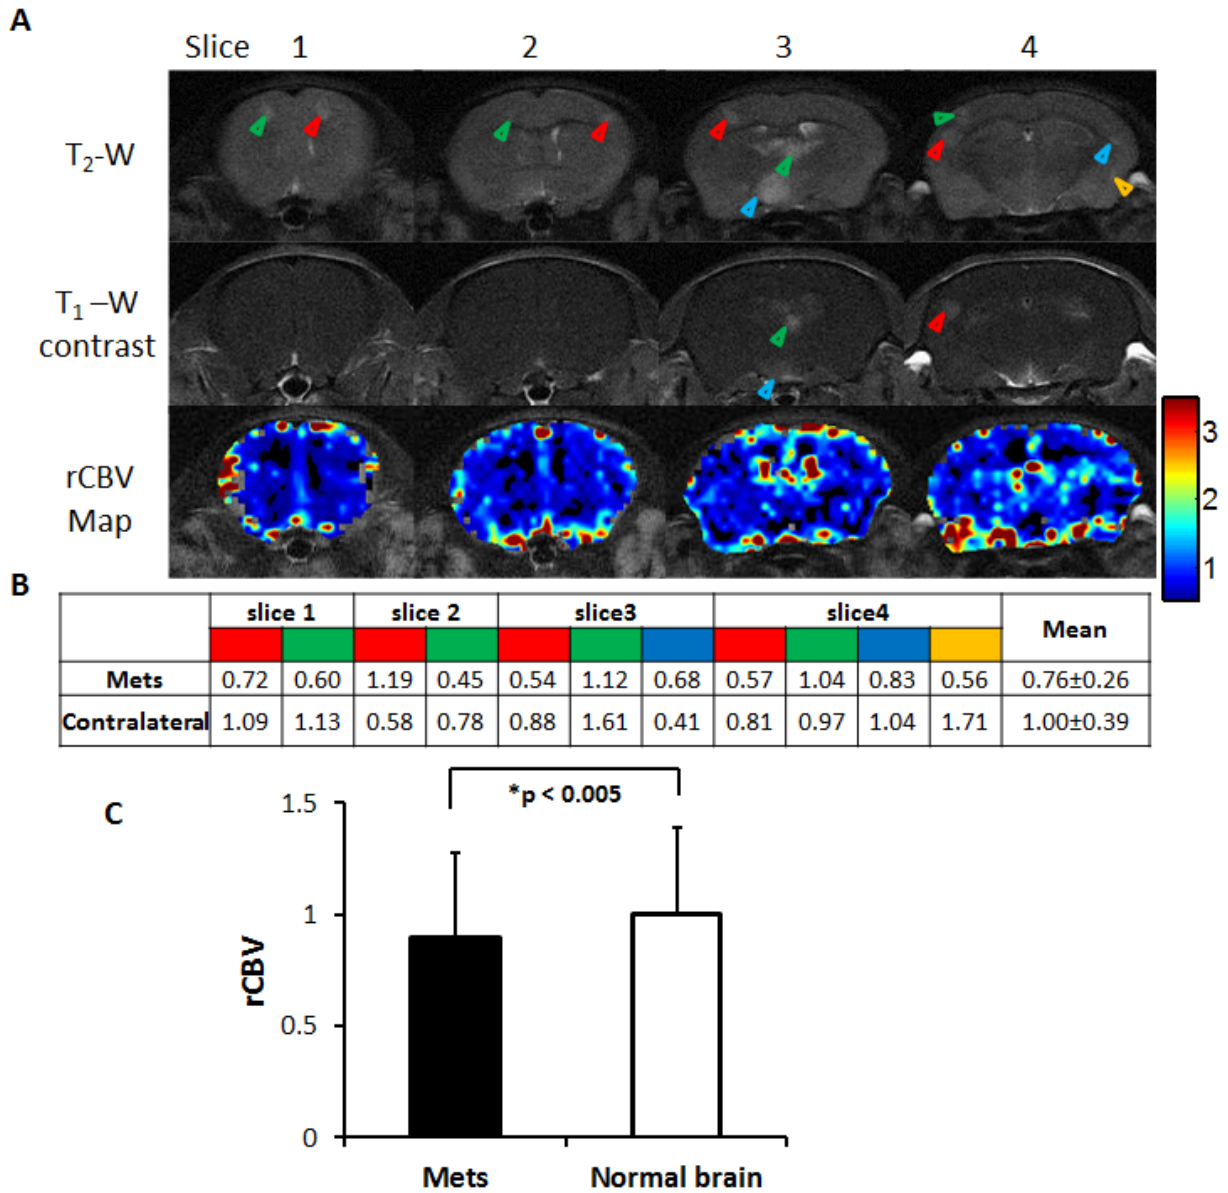 A
Slice 1 2 3 4
T2-W
T1 –W
contrast
rCBV
Map
3
2
1
B
slice 1 slice 2 slice3 slice4 Mean
Mets 0.72 0.60 1.19 0.45 0.54 1.12 0.68 0.57 1.04 0.83 0.56 0.76±0.26
Contralateral 1.09 1.13 0.58 0.78 0.88 1.61 0.41 0.81 0.97 1.04 1.71 1.00±0.39
C
*p < 0.005
1.5
1
0.5
0
rCBV
Mets Normal brain